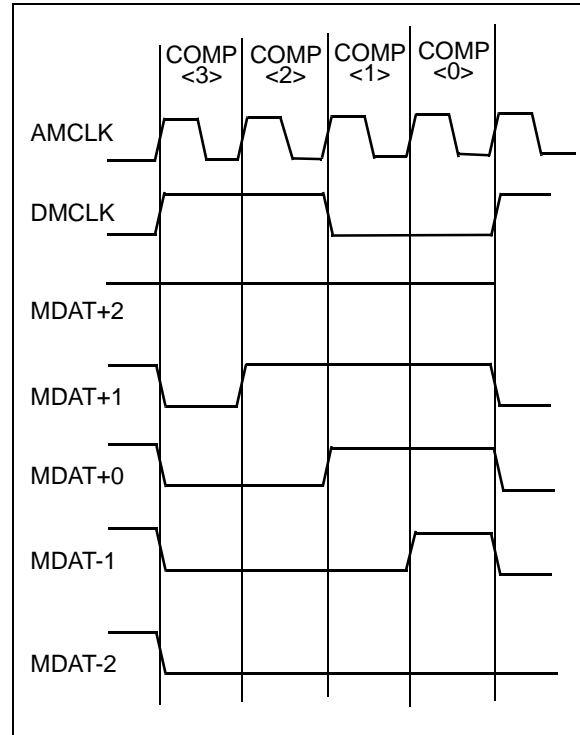 COMP COMP COMP COMP
<3> <2> <1> <0>
AMCLK
DMCLK
MDAT+2
MDAT+1
MDAT+0
MDAT-1
MDAT-2